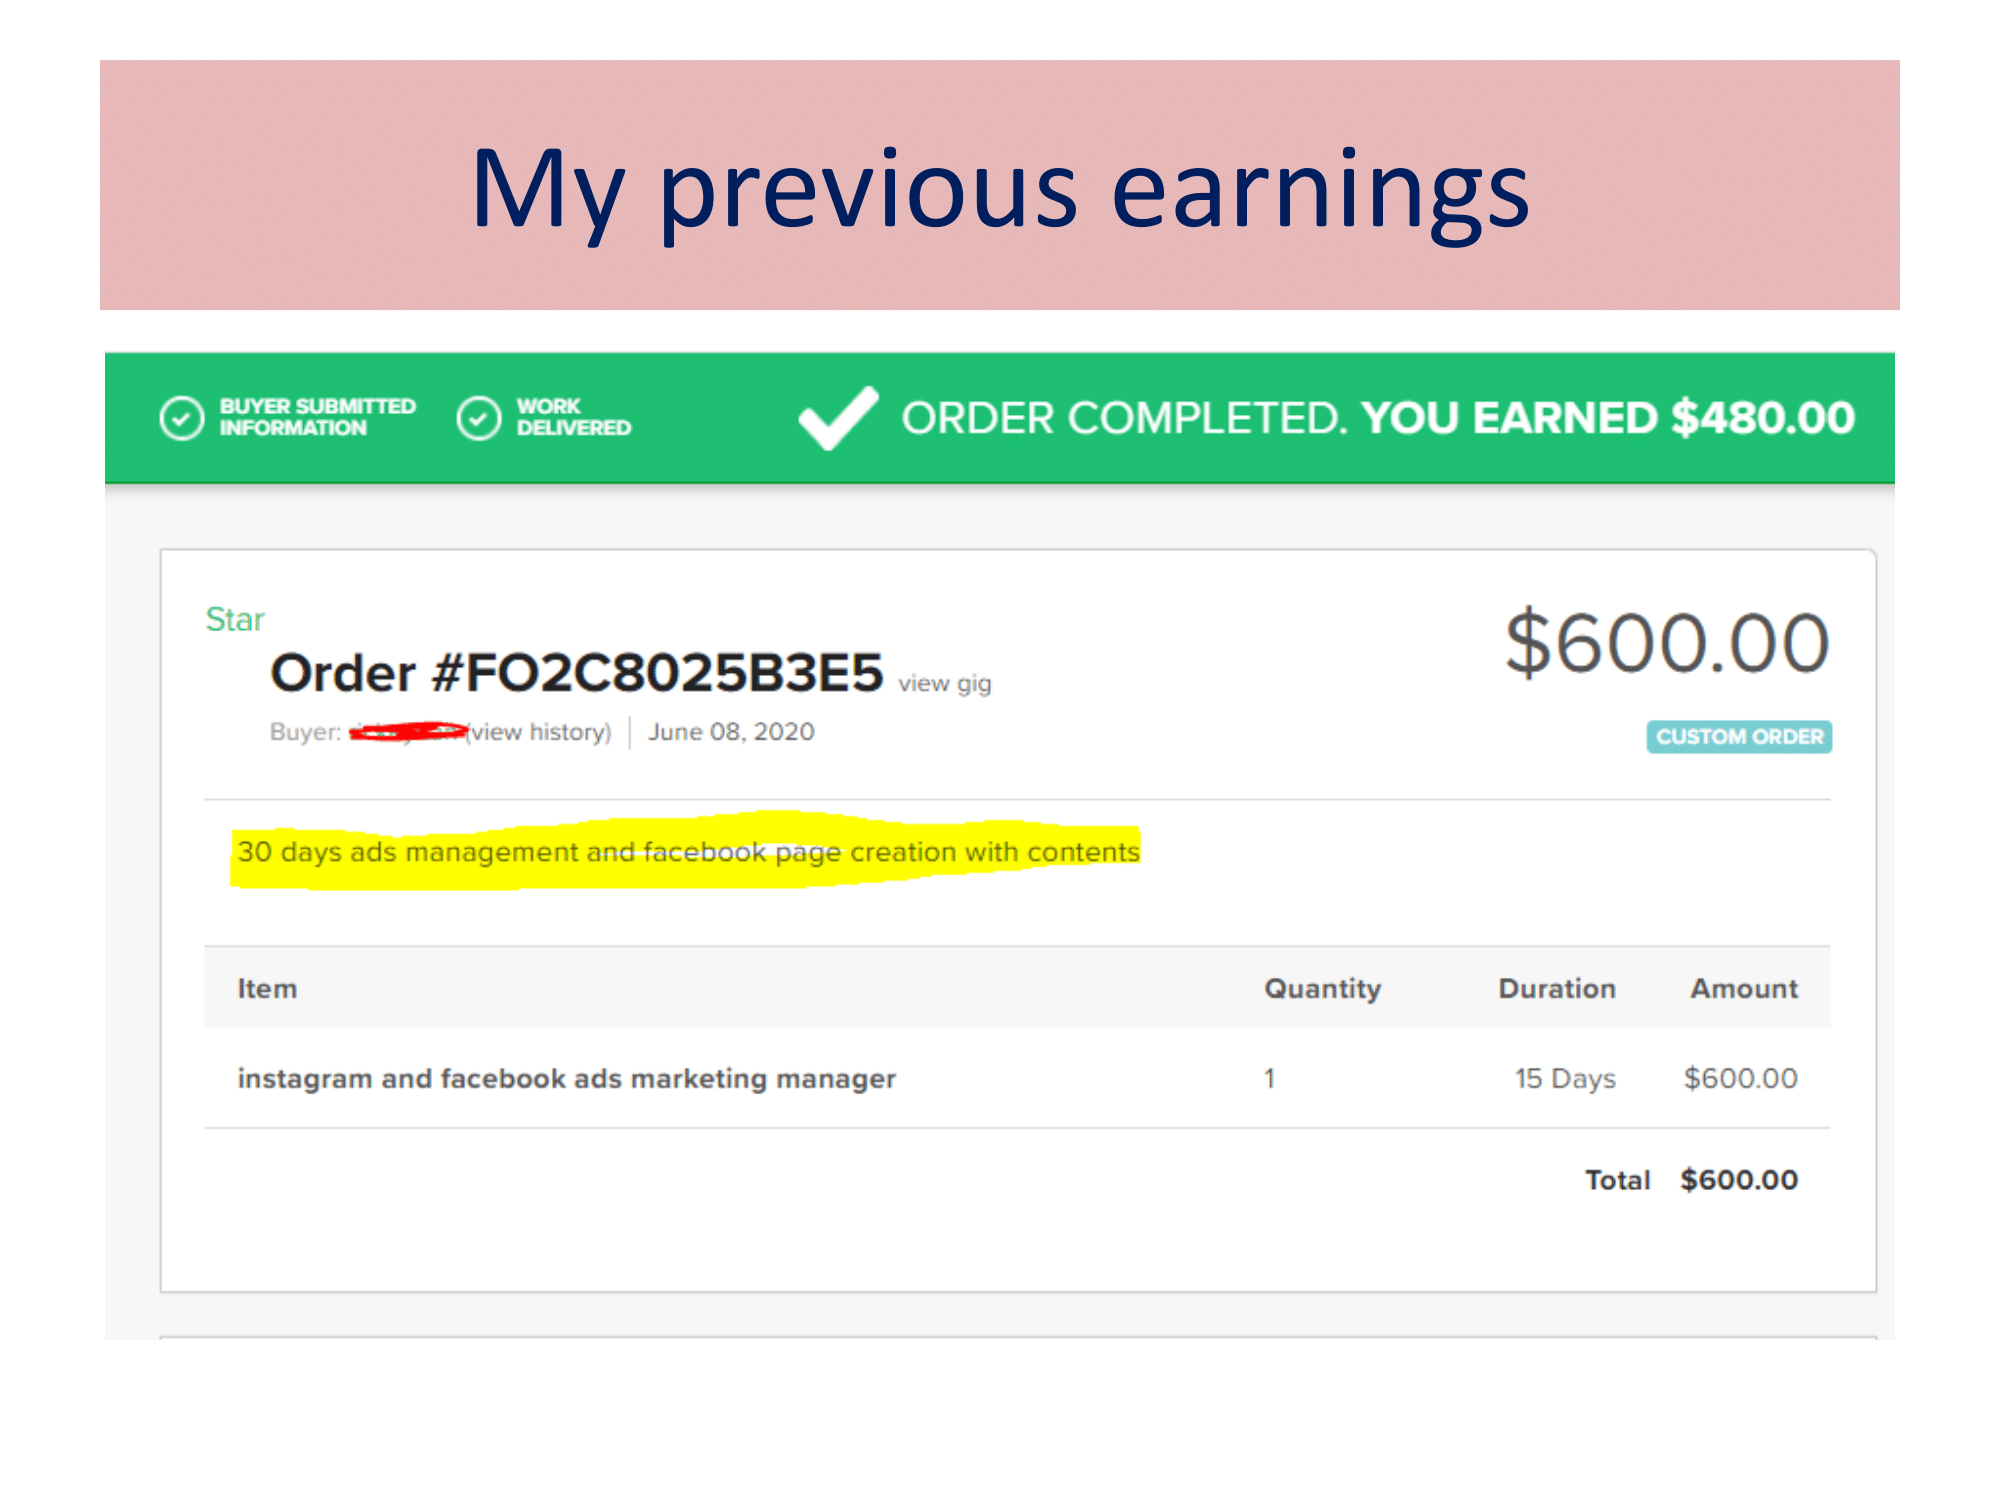 My previous earnings
BUYER SUBMITTED
INFORMATION
WORK
DELIVERED
ORDER COMPLETED. YOU EARNED $480.00
Star
$600.00
Order #FO2C8025B3E5 view gig
Buyer: (view history) June 08, 2020
CUSTOM ORDER
30 days ads management and facebook page creation with contents
Item Quantity Duration Amount
instagram and facebook ads marketing manager 1 15 Days $600.00
Total $600.00